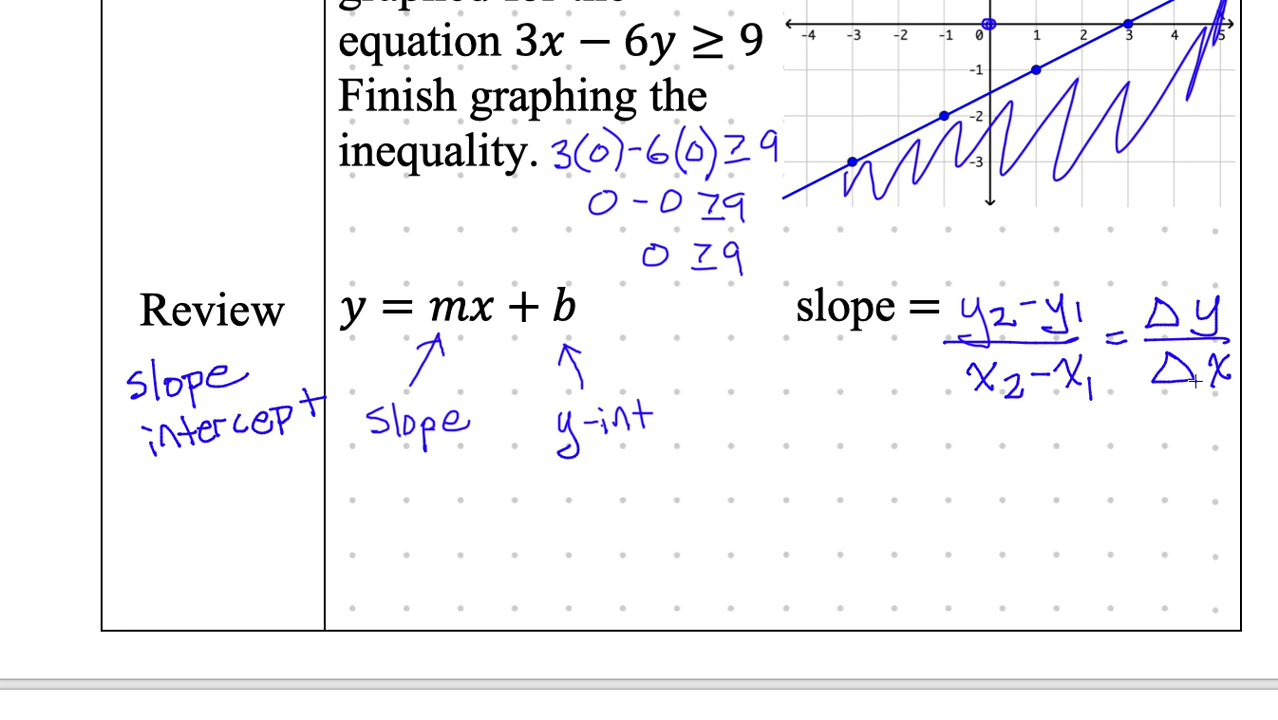 equation 3x − 6y ≥ 9
Finish graphing the
inequality. 3(0)-6(0)≥9
0-0≥9
0≥9
-4 -3 -2 -1 0 1 2 3 4 5
-1
-2
-3
Review
slope
intercept
y = mx + b
slope
y-int
slope = y2-y1/x2-x1 = Δy/Δx